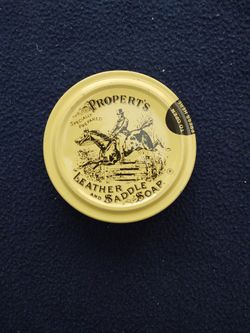 PROPERT'S
SPECIALLY
PREPARED
LEATHER
AND SADDLE
SOAP